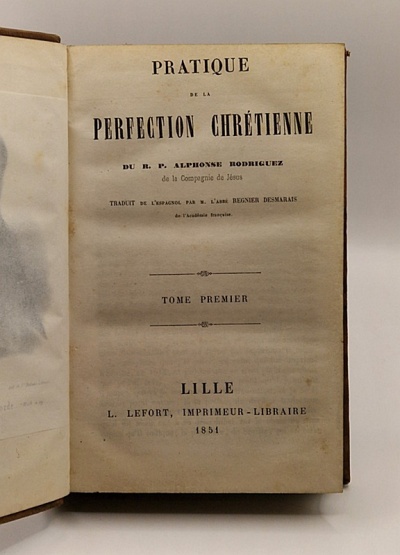 PRATIQUE
DE LA
PERFECTION CHRÉTIENNE
DU R. P. ALPHONSE RODRIGUEZ
de la Compagnie de Jésus
TRADUIT DE L'ESPAGNOL PAR M. L'ABBÉ REGNIER DESMARAIS
de l'Académie française.
TOME PREMIER
LILLE
L. LEFORT, IMPRIMEUR-LIBRAIRE
1851